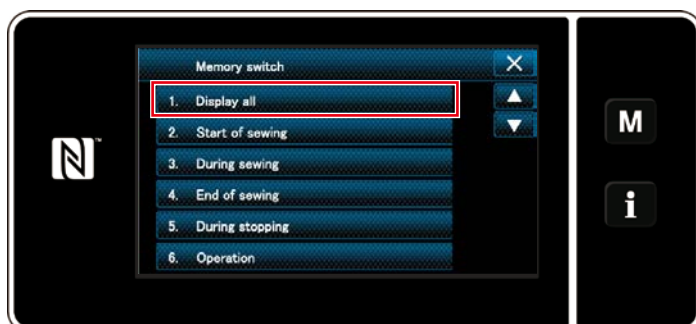 Memory switch
1. Display all
2. Start of sewing
3. During sewing
4. End of sewing
5. During stopping
6. Operation
M
i
N